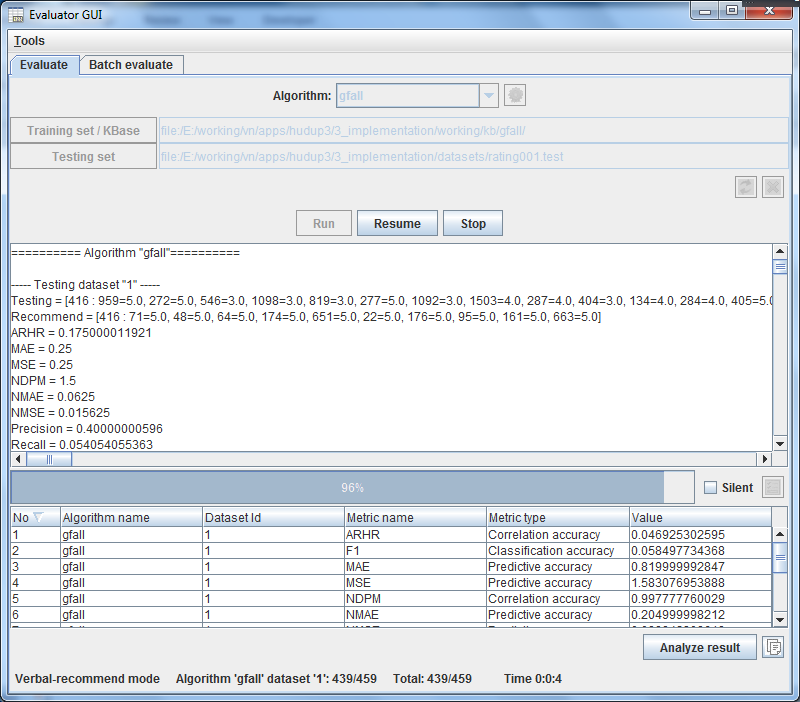 Evaluator GUI
Tools
Evaluate Batch evaluate
Algorithm: gfall
Training set / KBase file:/E:/working/vn/apps/hudup3/3_implementation/working/kb/gfall/
Testing set file:/E:/working/vn/apps/hudup3/3_implementation/datasets/rating001.test
Run Resume Stop
========== Algorithm "gfall"==========
----- Testing dataset "1" -----
Testing = [416 : 959=5.0, 272=5.0, 546=3.0, 1098=3.0, 819=3.0, 277=5.0, 1092=3.0, 1503=4.0, 287=4.0, 404=3.0, 134=4.0, 284=4.0, 405=5.0
Recommend = [416 : 71=5.0, 48=5.0, 64=5.0, 174=5.0, 651=5.0, 22=5.0, 176=5.0, 95=5.0, 161=5.0, 663=5.0]
ARHR = 0.175000011921
MAE = 0.25
MSE = 0.25
NDPM = 1.5
NMAE = 0.0625
NMSE = 0.015625
Precision = 0.40000000596
Recall = 0.054054055363
96% Silent
No Algorithm name Dataset Id Metric name Metric type Value
1 gfall 1 ARHR Correlation accuracy 0.046925302595
2 gfall 1 F1 Classification accuracy 0.058497734368
3 gfall 1 MAE Predictive accuracy 0.819999992847
4 gfall 1 MSE Predictive accuracy 1.583076953888
5 gfall 1 NDPM Correlation accuracy 0.997777760029
6 gfall 1 NMAE Predictive accuracy 0.204999998212
Analyze result
Verbal-recommend mode Algorithm 'gfall' dataset '1': 439/459 Total: 439/459 Time 0:0:4